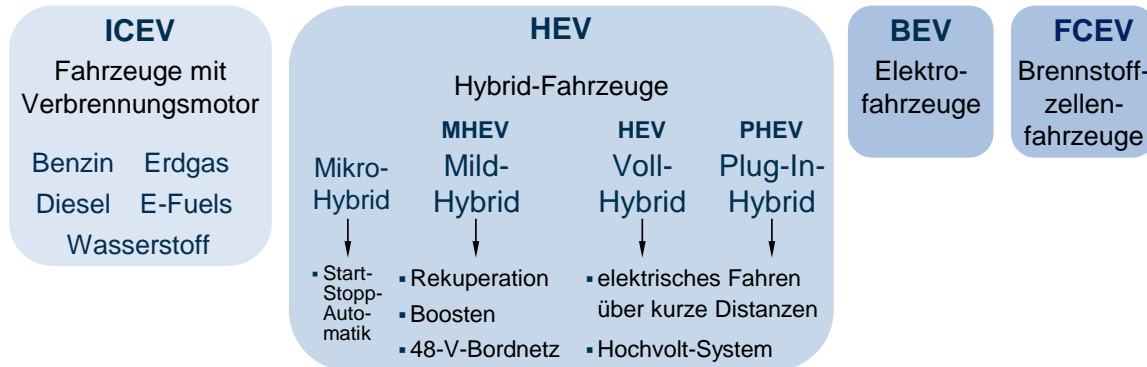 ICEV
Fahrzeuge mit
Verbrennungsmotor
Benzin Erdgas
Diesel E-Fuels
Wasserstoff
HEV
Hybrid-Fahrzeuge
Mikro-
Hybrid
▪ Start-
Stopp-
Auto-
matik
MHEV
Mild-
Hybrid
▪ Rekuperation
▪ Boosten
▪ 48-V-Bordnetz
HEV
Voll-
Hybrid
PHEV
Plug-In-
Hybrid
▪ elektrisches Fahren
über kurze Distanzen
▪ Hochvolt-System
BEV
Elektro-
fahrzeuge
FCEV
Brennstoff-
zellen-
fahrzeuge